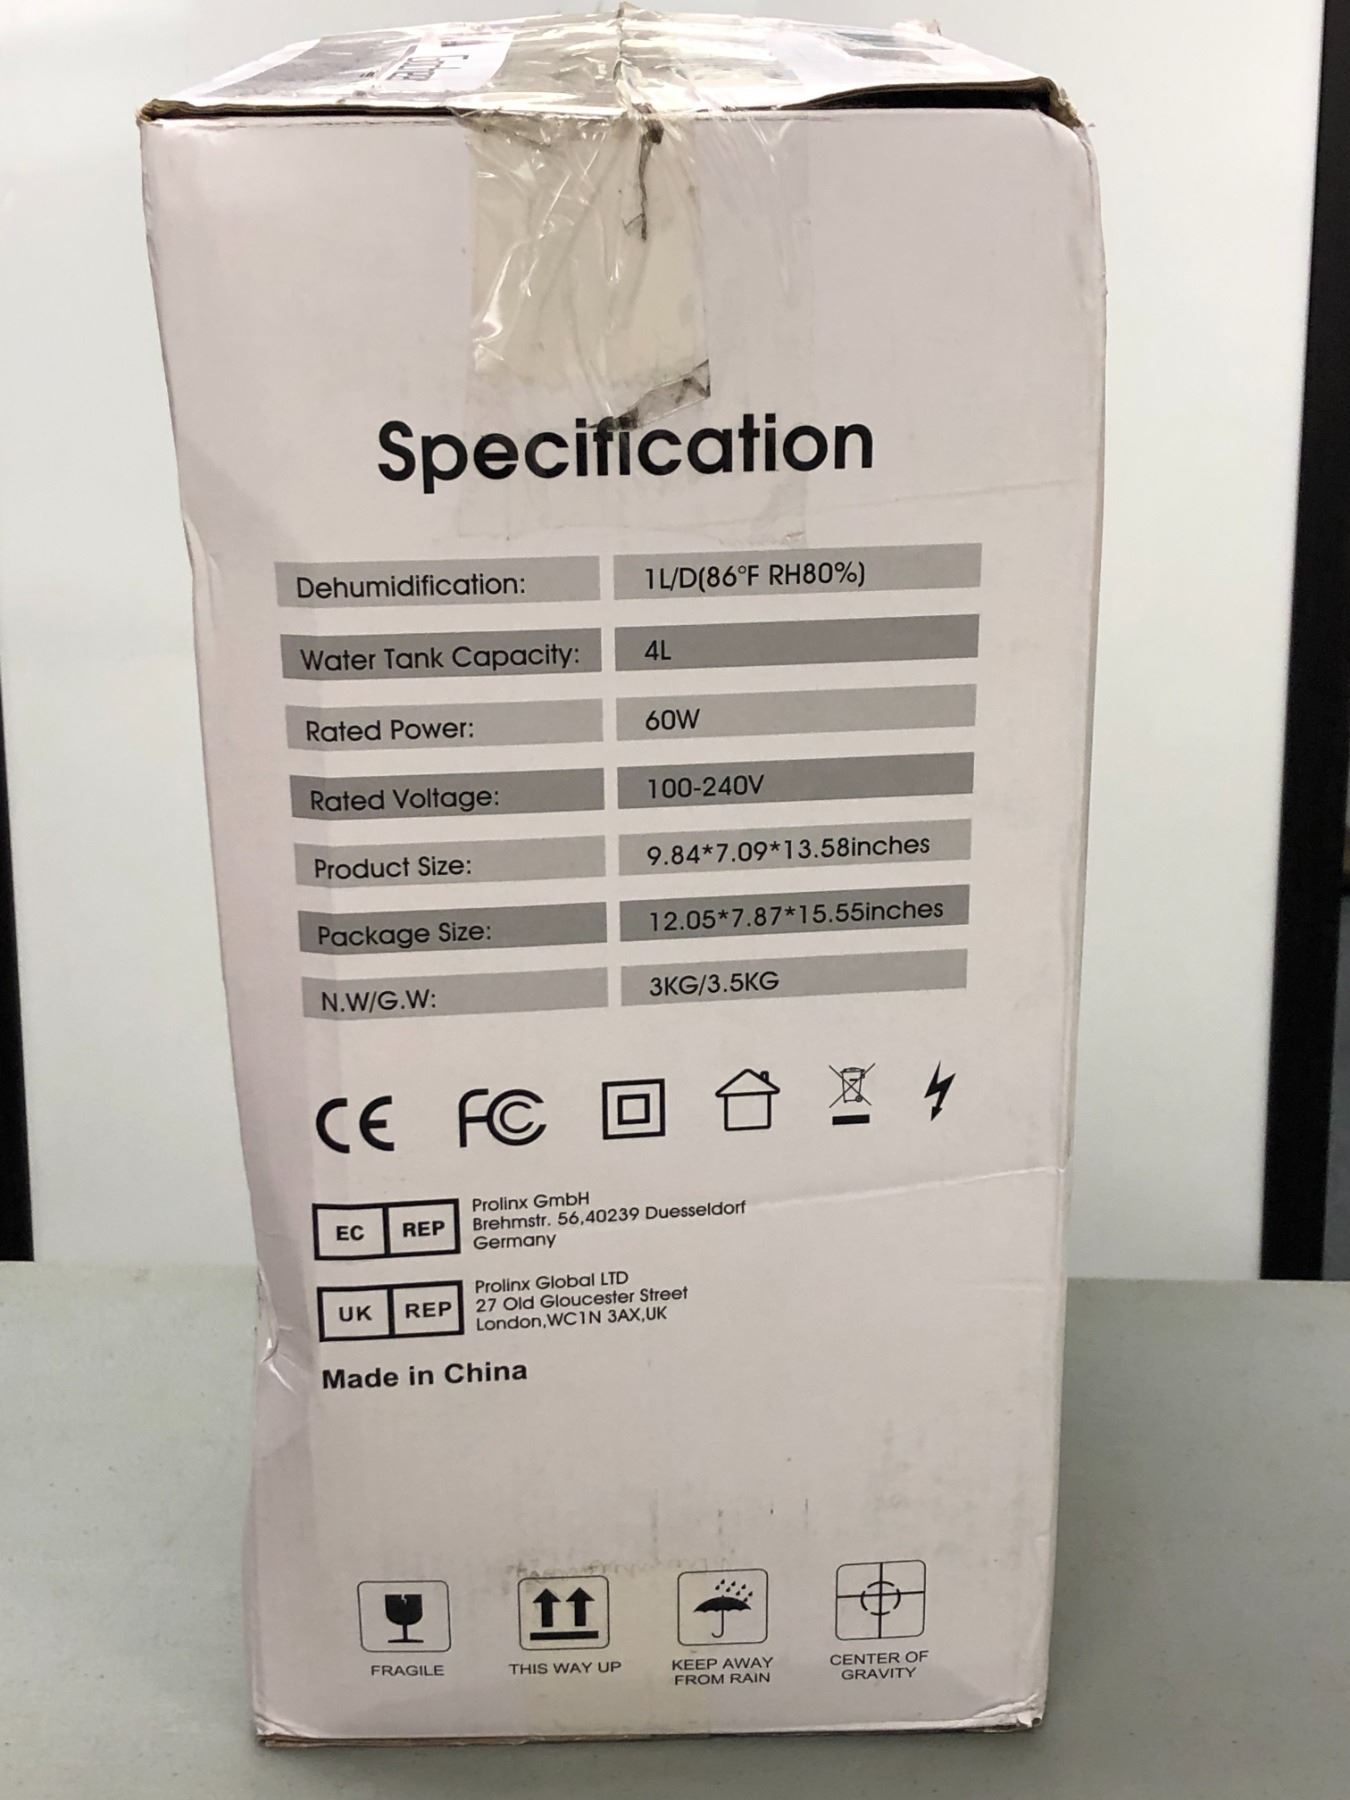 Specification
Dehumidification: 1L/D(86°F RH80%)
Water Tank Capacity: 4L
Rated Power: 60W
Rated Voltage: 100-240V
Product Size: 9.84*7.09*13.58inches
Package Size: 12.05*7.87*15.55inches
N.W/G.W: 3KG/3.5KG
CE FC
EC REP
Prolinx GmbH
Brehmstr. 56,40239 Duesseldorf
Germany
UK REP
Prolinx Global LTD
27 Old Gloucester Street
London,WC1N 3AX,UK
Made in China
FRAGILE
THIS WAY UP
KEEP AWAY
FROM RAIN
CENTER OF
GRAVITY